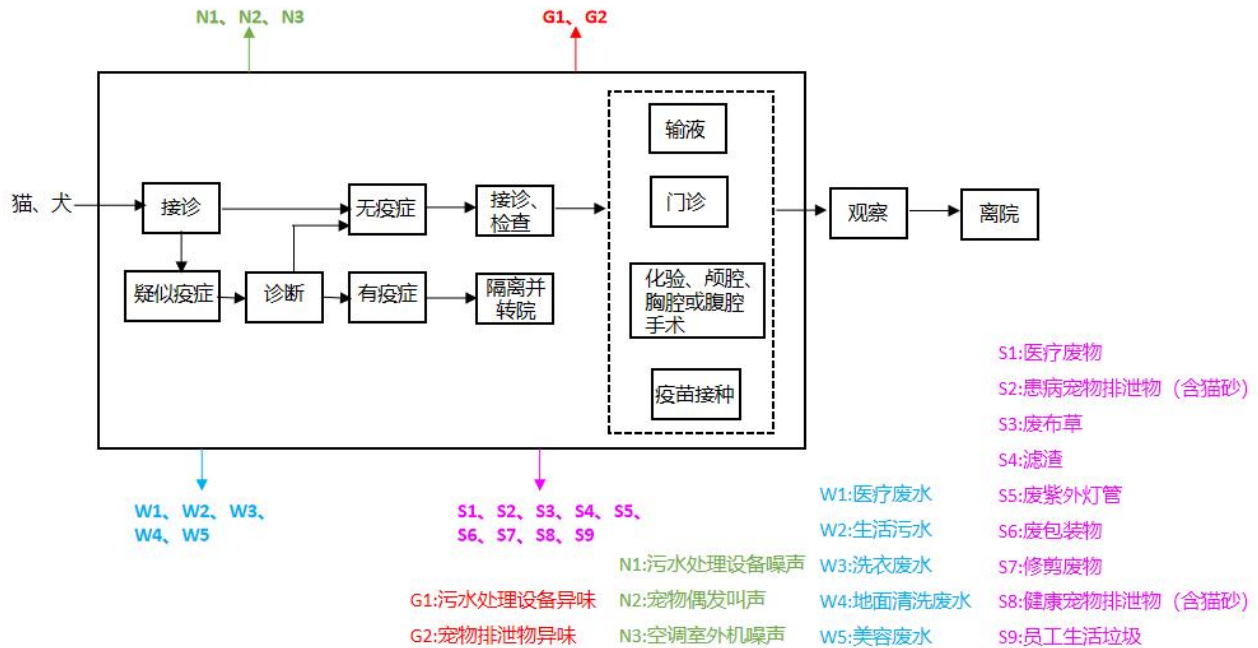 N1、N2、N3
G1、G2
猫、犬
接诊
无疫症
接诊、
检查
疑似疫症
诊断
有疫症
隔离并
转院
输液
门诊
化验、颅腔、
胸腔或腹腔
手术
疫苗接种
观察
离院
W1、W2、W3、
W4、W5
S1、S2、S3、S4、S5、
S6、S7、S8、S9
G1:污水处理设备异味
G2:宠物排泄物异味
N1:污水处理设备噪声
N2:宠物偶发叫声
N3:空调室外机噪声
W1:医疗废水
W2:生活污水
W3:洗衣废水
W4:地面清洗废水
W5:美容废水
S1:医疗废物
S2:患病宠物排泄物（含猫砂）
S3:废布草
S4:滤渣
S5:废紫外灯管
S6:废包装物
S7:修剪废物
S8:健康宠物排泄物（含猫砂）
S9:员工生活垃圾